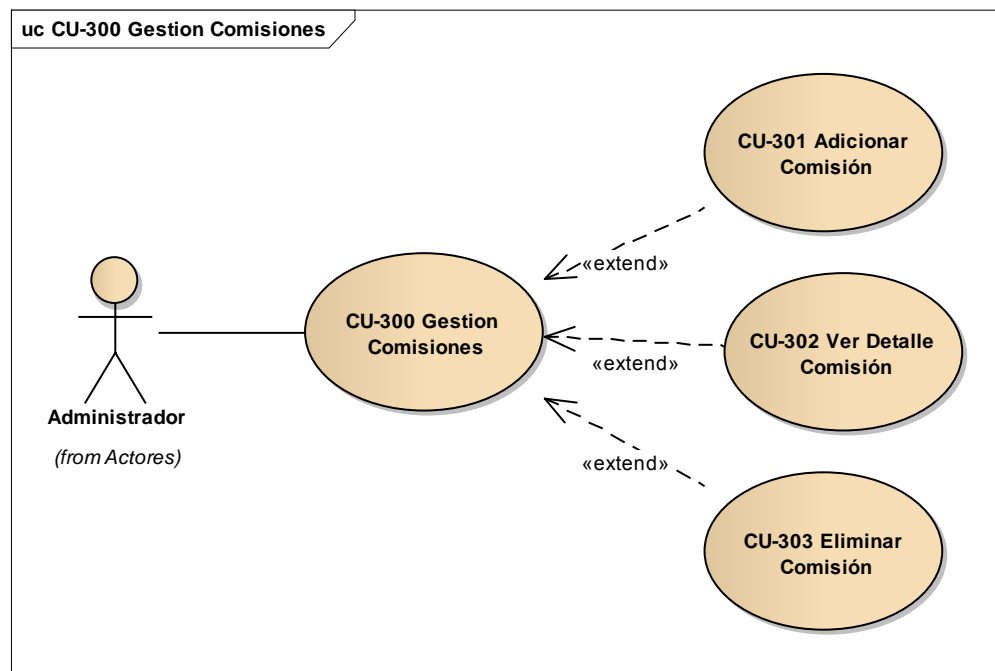 uc CU-300 Gestion Comisiones
CU-301 Adicionar
Comisión
«extend»
CU-300 Gestion
Comisiones
CU-302 Ver Detalle
Comisión
«extend»
Administrador
(from Actores)
«extend»
CU-303 Eliminar
Comisión